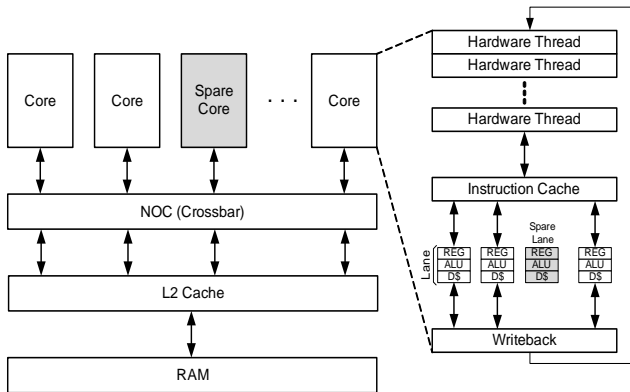 Core
Core
Spare
Core
. . .
Core
NOC (Crossbar)
L2 Cache
RAM
Hardware Thread
Hardware Thread
Hardware Thread
Instruction Cache
Spare
Lane
Lane
REG
ALU
D$
REG
ALU
D$
REG
ALU
D$
REG
ALU
D$
Writeback